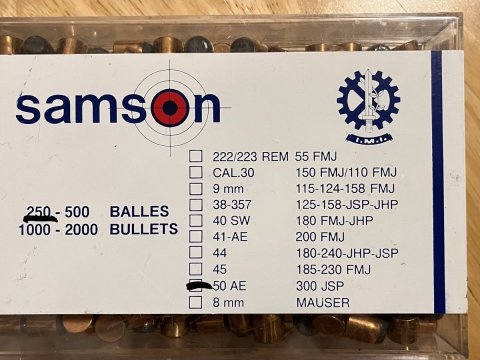 samson
I.M.I.
222/223 REM 55 FMJ
CAL.30 150 FMJ/110 FMJ
9 mm 115-124-158 FMJ
38-357 125-158-JSP-JHP
40 SW 180 FMJ-JHP
41-AE 200 FMJ
44 180-240-JHP-JSP
45 185-230 FMJ
50 AE 300 JSP
8 mm MAUSER
250 - 500 BALLES
1000 - 2000 BULLETS